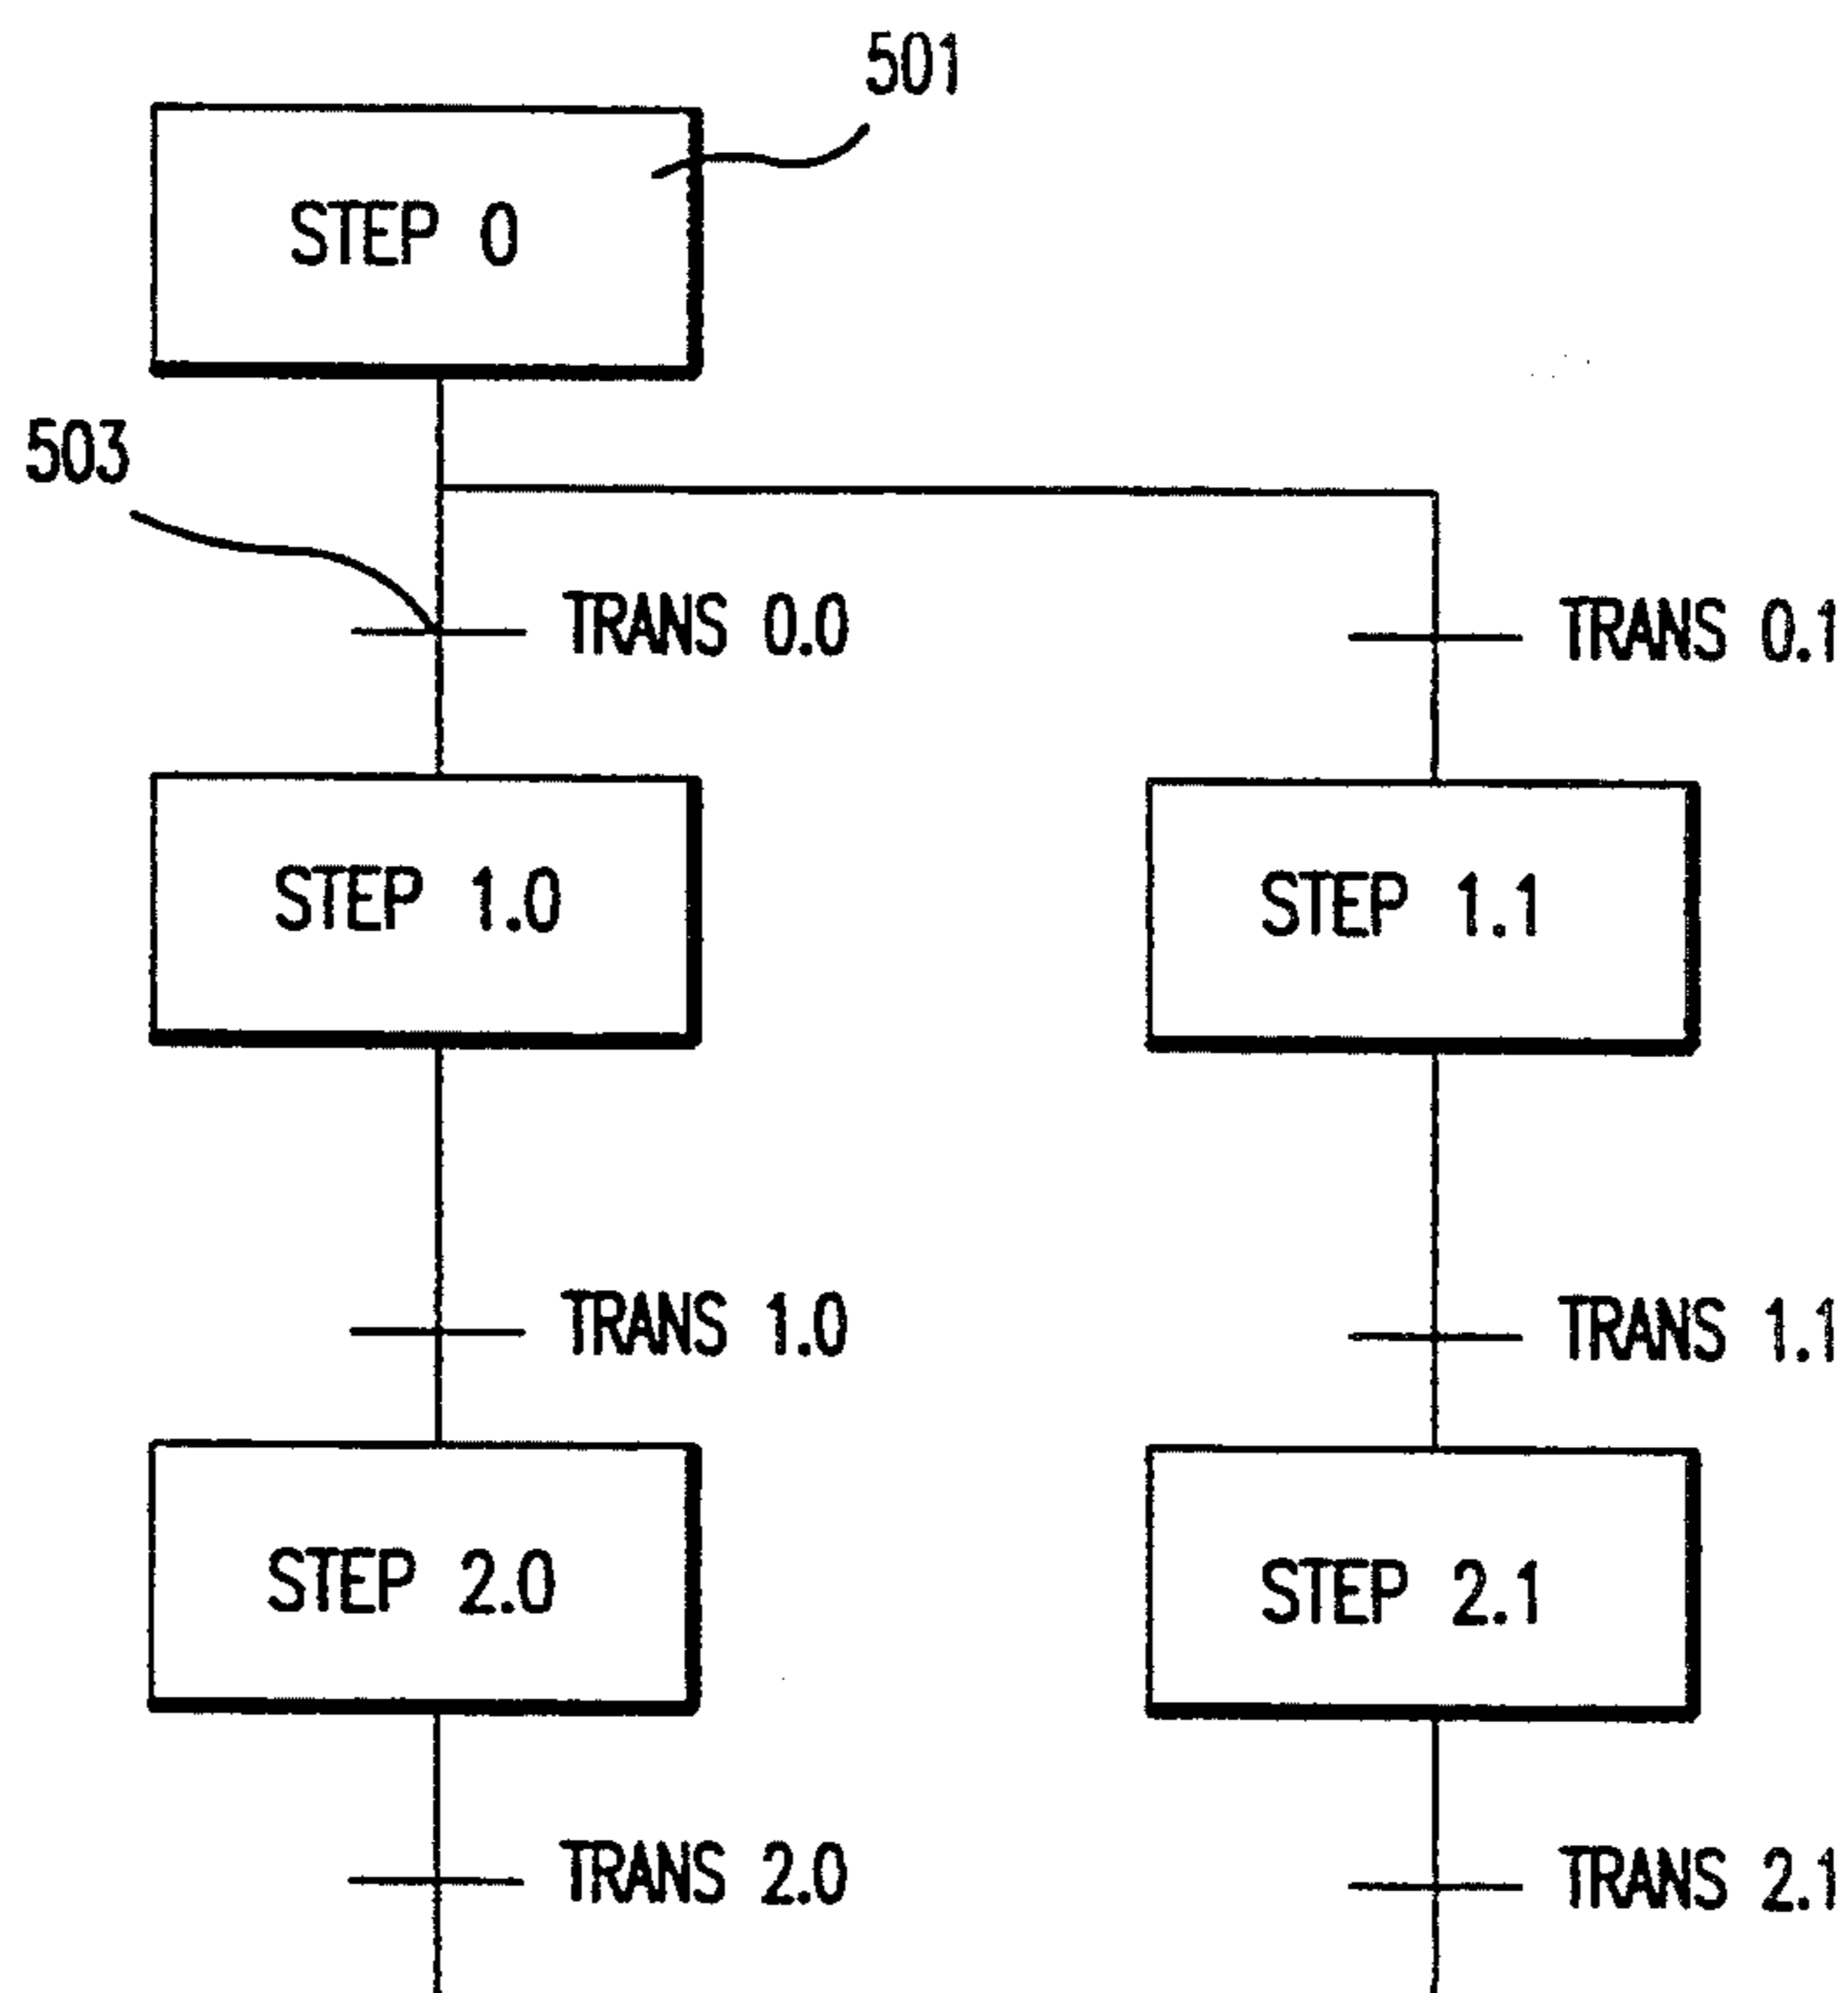 501
STEP 0
503
TRANS 0.0
TRANS 0.1
STEP 1.0
STEP 1.1
TRANS 1.0
TRANS 1.1
STEP 2.0
STEP 2.1
TRANS 2.0
TRANS 2.1